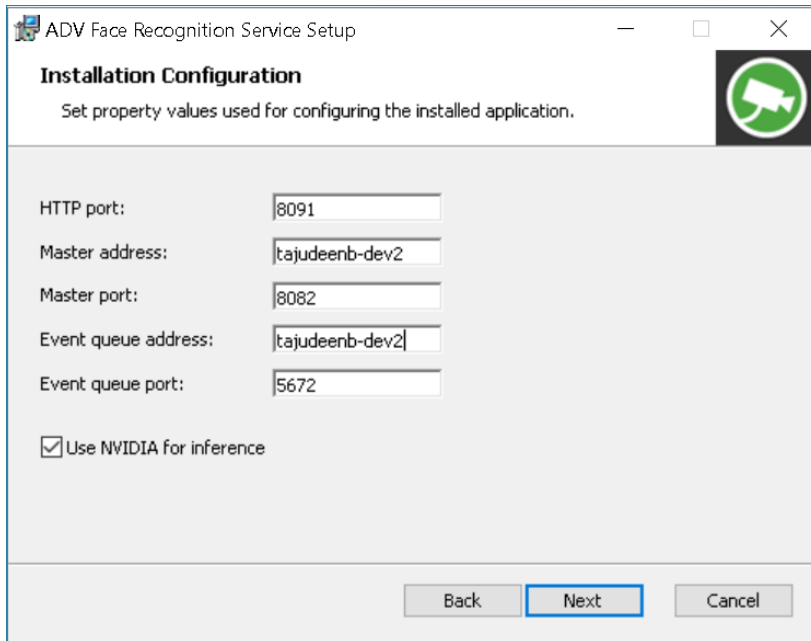 ADV Face Recognition Service Setup
Installation Configuration
Set property values used for configuring the installed application.
HTTP port: 8091
Master address: tajudeenb-dev2
Master port: 8082
Event queue address: tajudeenb-dev2
Event queue port: 5672
Use NVIDIA for inference
Back Next Cancel